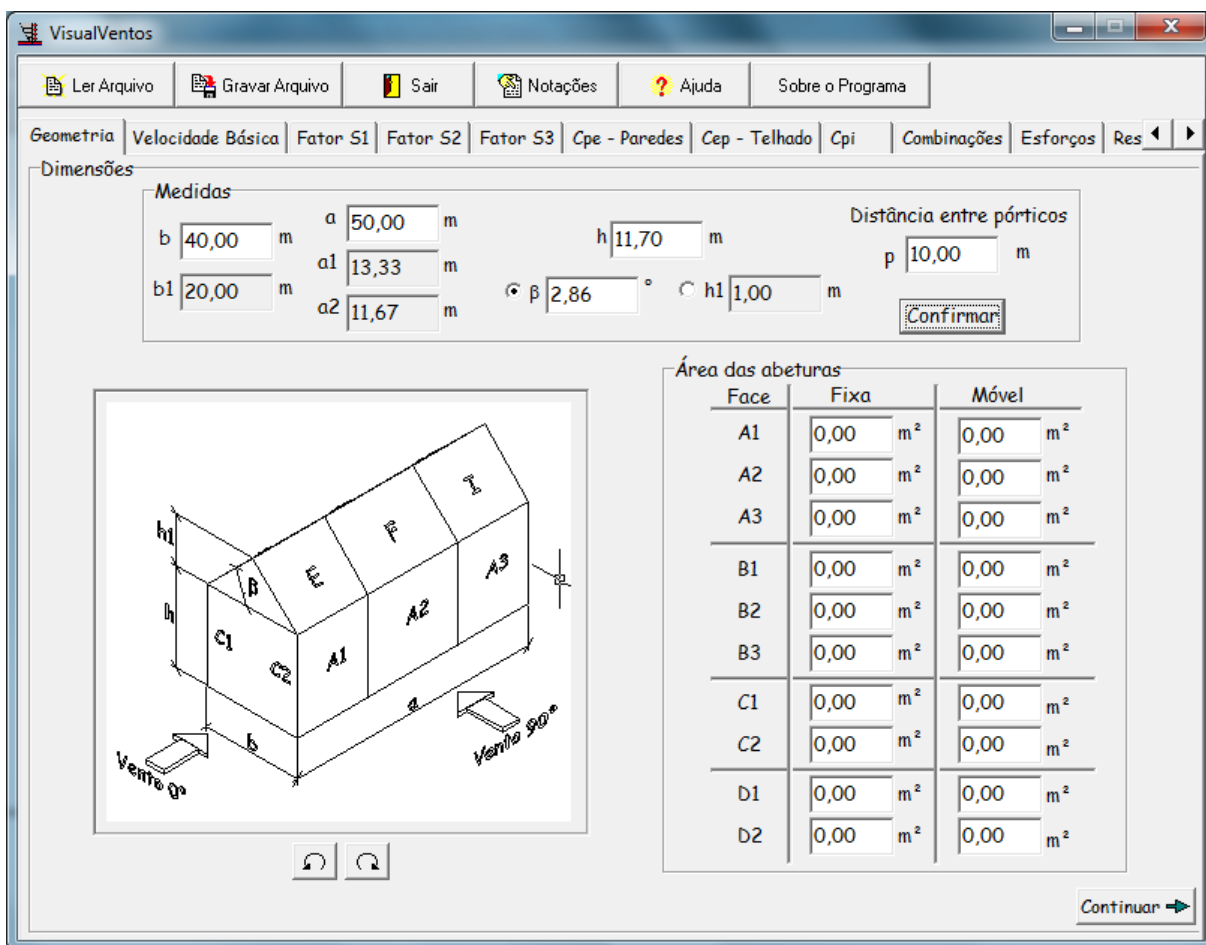 VisualVentos
Ler Arquivo Gravar Arquivo Sair Notações Ajuda Sobre o Programa
Geometria Velocidade Básica Fator S1 Fator S2 Fator S3 Cpe - Paredes Cep - Telhado Cpi Combinações Esforços Res
Dimensões
Medidas
b 40,00 m
b1 20,00 m
a 50,00 m
a1 13,33 m
a2 11,67 m
h 11,70 m
β 2,86 °
h1 1,00 m
Distância entre pórticos
p 10,00 m
Confirmar
h1
h
β
E
F
I
C1
C2
A1
A2
A3
a
b
Vento 0°
Vento 90°
Área das abeturas
Face Fixa Móvel
A1 0,00 m² 0,00 m²
A2 0,00 m² 0,00 m²
A3 0,00 m² 0,00 m²
B1 0,00 m² 0,00 m²
B2 0,00 m² 0,00 m²
B3 0,00 m² 0,00 m²
C1 0,00 m² 0,00 m²
C2 0,00 m² 0,00 m²
D1 0,00 m² 0,00 m²
D2 0,00 m² 0,00 m²
Continuar